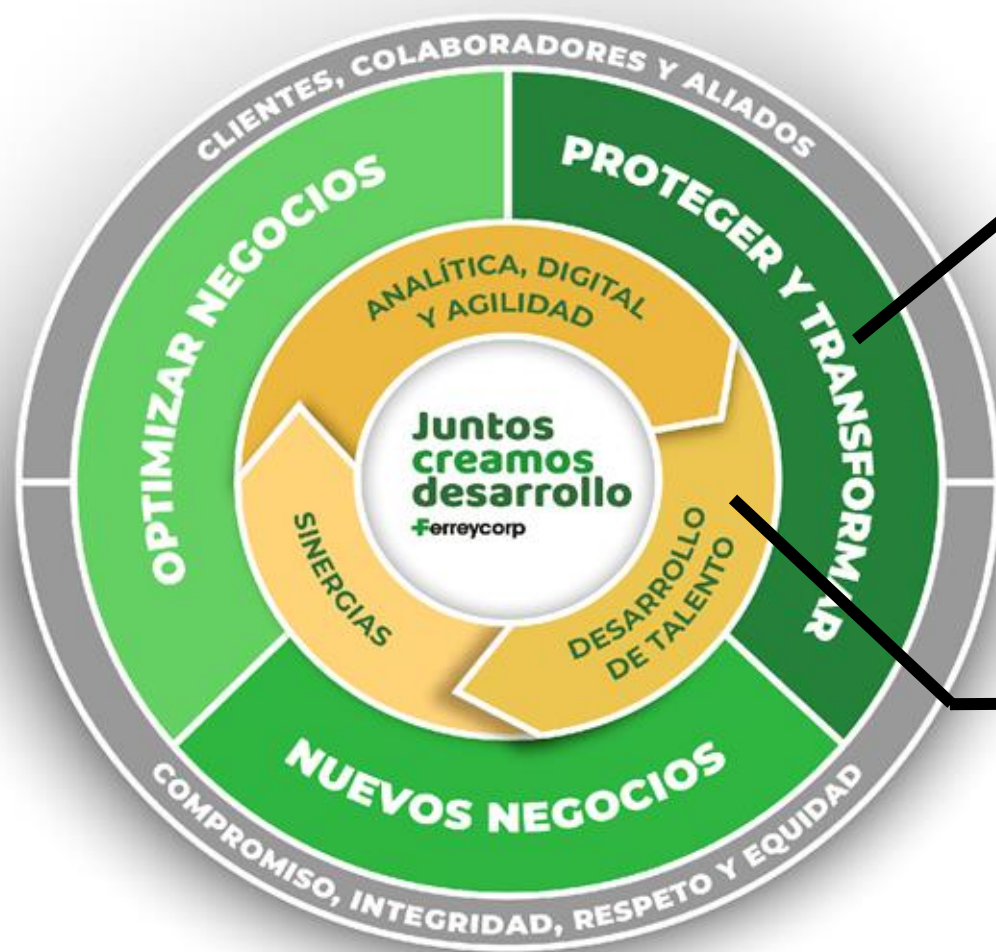 CLIENTES, COLABORADORES Y ALIADOS
OPTIMIZAR NEGOCIOS
PROTEGER Y TRANSFORMAR
ANALÍTICA, DIGITAL
Y AGILIDAD
Juntos
creamos
desarrollo
Ferreycorp
SINERGIAS
DESARROLLO
DE TALENTO
NUEVOS NEGOCIOS
COMPROMISO, INTEGRIDAD, RESPETO Y EQUIDAD